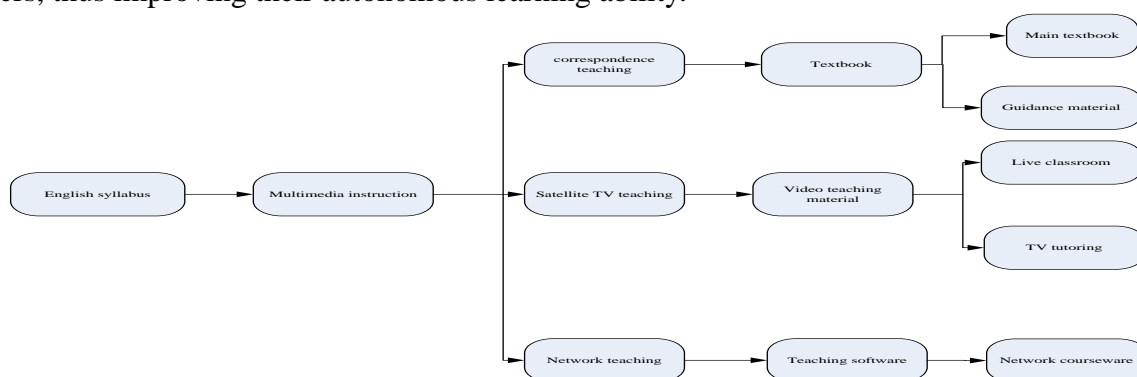 thus improving their autonomous learning ability.
correspondence
teaching
Textbook
Main textbook
Guidance material
English syllabus
Multimedia instruction
Satellite TV teaching
Video teaching
material
Live classroom
TV tutoring
Network teaching
Teaching software
Network courseware